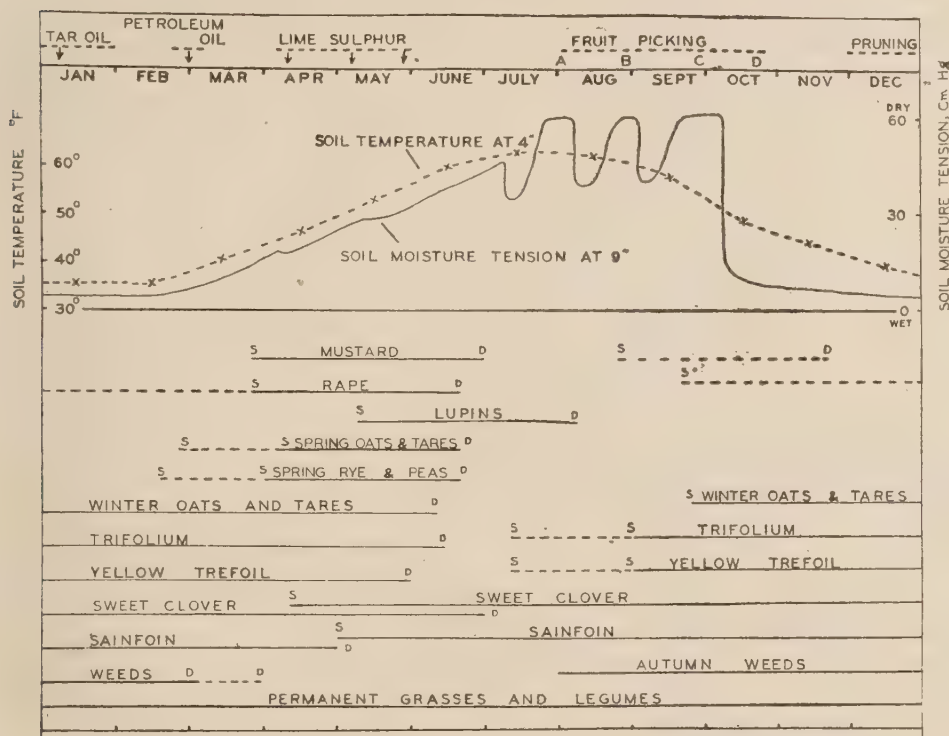 PETROLEUM
TAR OIL OIL LIME SULPHUR FRUIT PICKING PRUNING
A B C D
JAN FEB MAR APR MAY JUNE JULY AUG SEPT OCT NOV DEC
DRY
60
SOIL TEMPERATURE AT 4"
60°
50°
30
SOIL MOISTURE TENSION AT 9"
40°
30°
0
WET
SOIL TEMPERATURE °F
SOIL MOISTURE TENSION, Cm Hg
S MUSTARD D S D
S RAPE D S
S LUPINS D
S S SPRING OATS & TARES D
S S SPRING RYE & PEAS D
WINTER OATS AND TARES D S WINTER OATS & TARES
TRIFOLIUM D S S TRIFOLIUM
YELLOW TREFOIL D S S YELLOW TREFOIL
S SWEET CLOVER
SWEET CLOVER D
S SAINFOIN
SAINFOIN D
WEEDS D D AUTUMN WEEDS
PERMANENT GRASSES AND LEGUMES